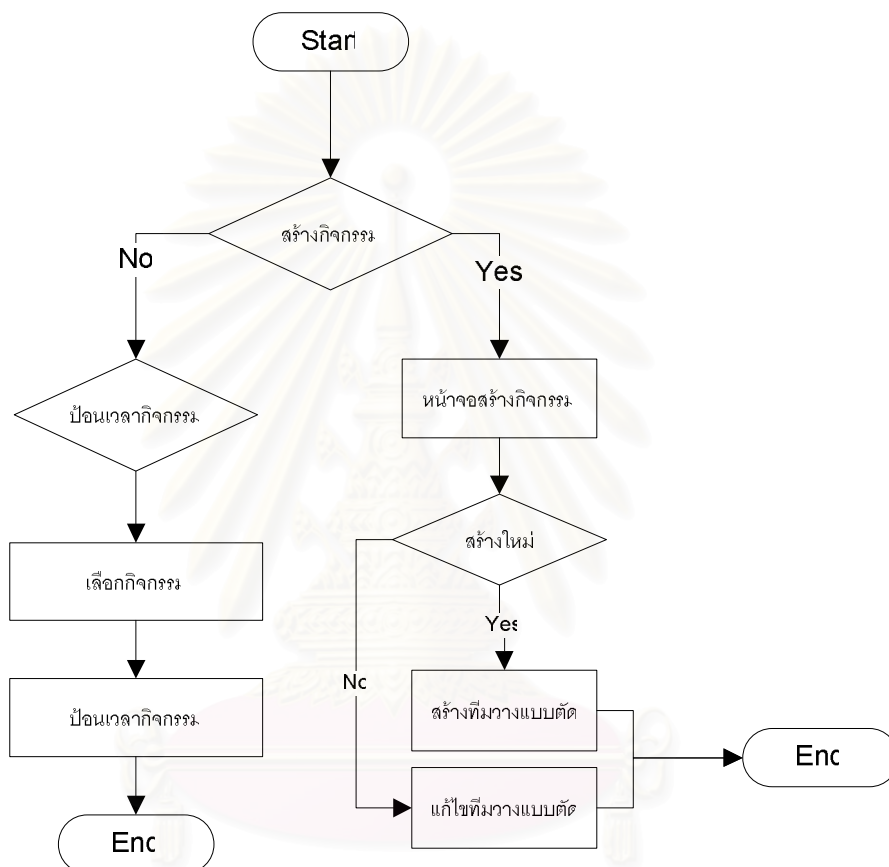 Start
สร้างกิจกรรม
No
Yes
ป้อนเวลากิจกรรม
หน้าจอสร้างกิจกรรม
สร้างใหม่
เลือกกิจกรรม
Yes
No
ป้อนเวลากิจกรรม
สร้างทีมวางแบบตัด
End
แก้ไขทีมวางแบบตัด
End